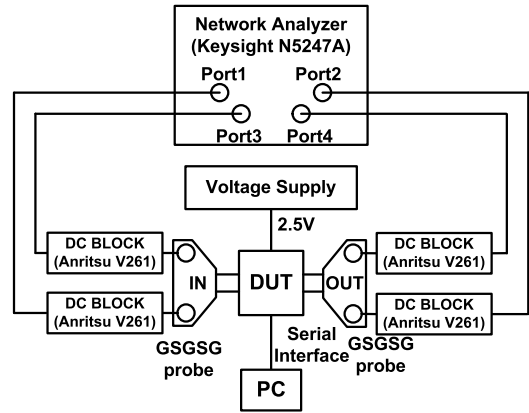 Network Analyzer
(Keysight N5247A)
Port1
Port2
Port3
Port4
Voltage Supply
2.5V
DC BLOCK
(Anritsu V261)
DC BLOCK
(Anritsu V261)
IN
DUT
OUT
DC BLOCK
(Anritsu V261)
DC BLOCK
(Anritsu V261)
GSGSG
probe
Serial
Interface
GSGSG
probe
PC